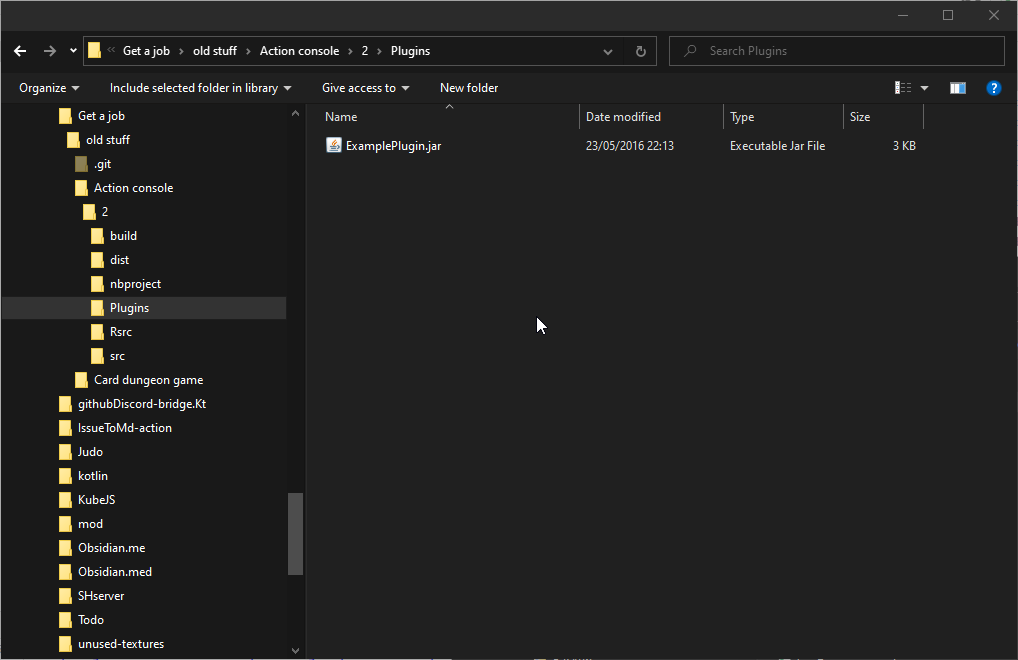 Get a job > old stuff > Action console > 2 > Plugins
Search Plugins
Organize Include selected folder in library Give access to New folder
Get a job
old stuff
.git
Action console
2
build
dist
nbproject
Plugins
Rsrc
src
Card dungeon game
githubDiscord-bridge.Kt
IssueToMd-action
Judo
kotlin
KubeJS
mod
Obsidian.me
Obsidian.med
SHserver
Todo
unused-textures
Name Date modified Type Size
ExamplePlugin.jar 23/05/2016 22:13 Executable Jar File 3 KB